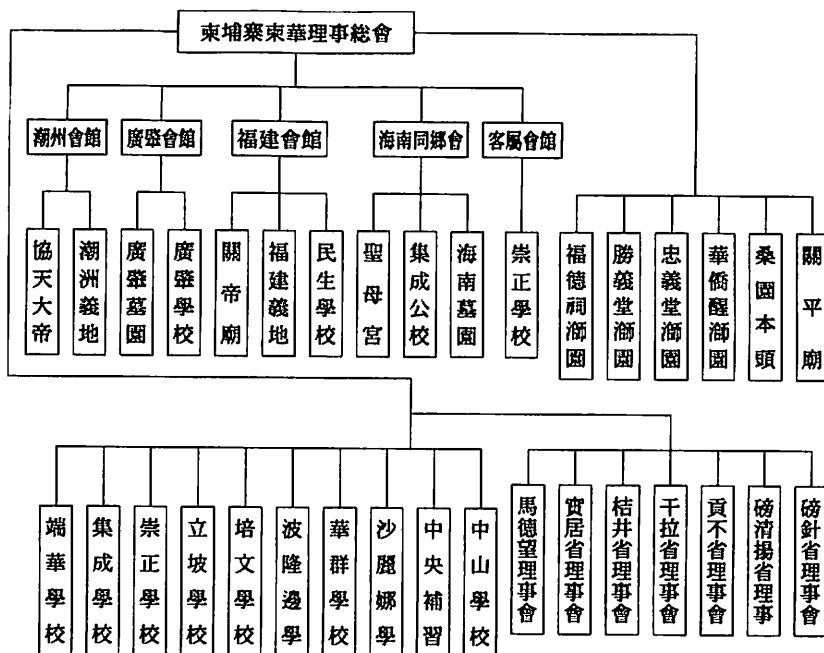 柬埔寨柬華理事総會
潮州會館
廣肇會館
福建會館
海南同鄉會
客属會館
協天大帝
潮洲義地
廣肇墓園
廣肇學校
關帝廟
福建義地
民生學校
聖母宮
集成公校
海南墓園
崇正學校
福德祠獅園
勝義堂獅園
忠義堂獅園
華僑醒獅園
桑園本頭
關平廟
端華學校
集成學校
崇正學校
立坡學校
培文學校
波隆邊學
華群學校
沙麗娜學
中央補習
中山學校
馬德望理事會
實居省理事會
桔井省理事會
干拉省理事會
貢不省理事會
磅清揚省理事
磅針省理事會